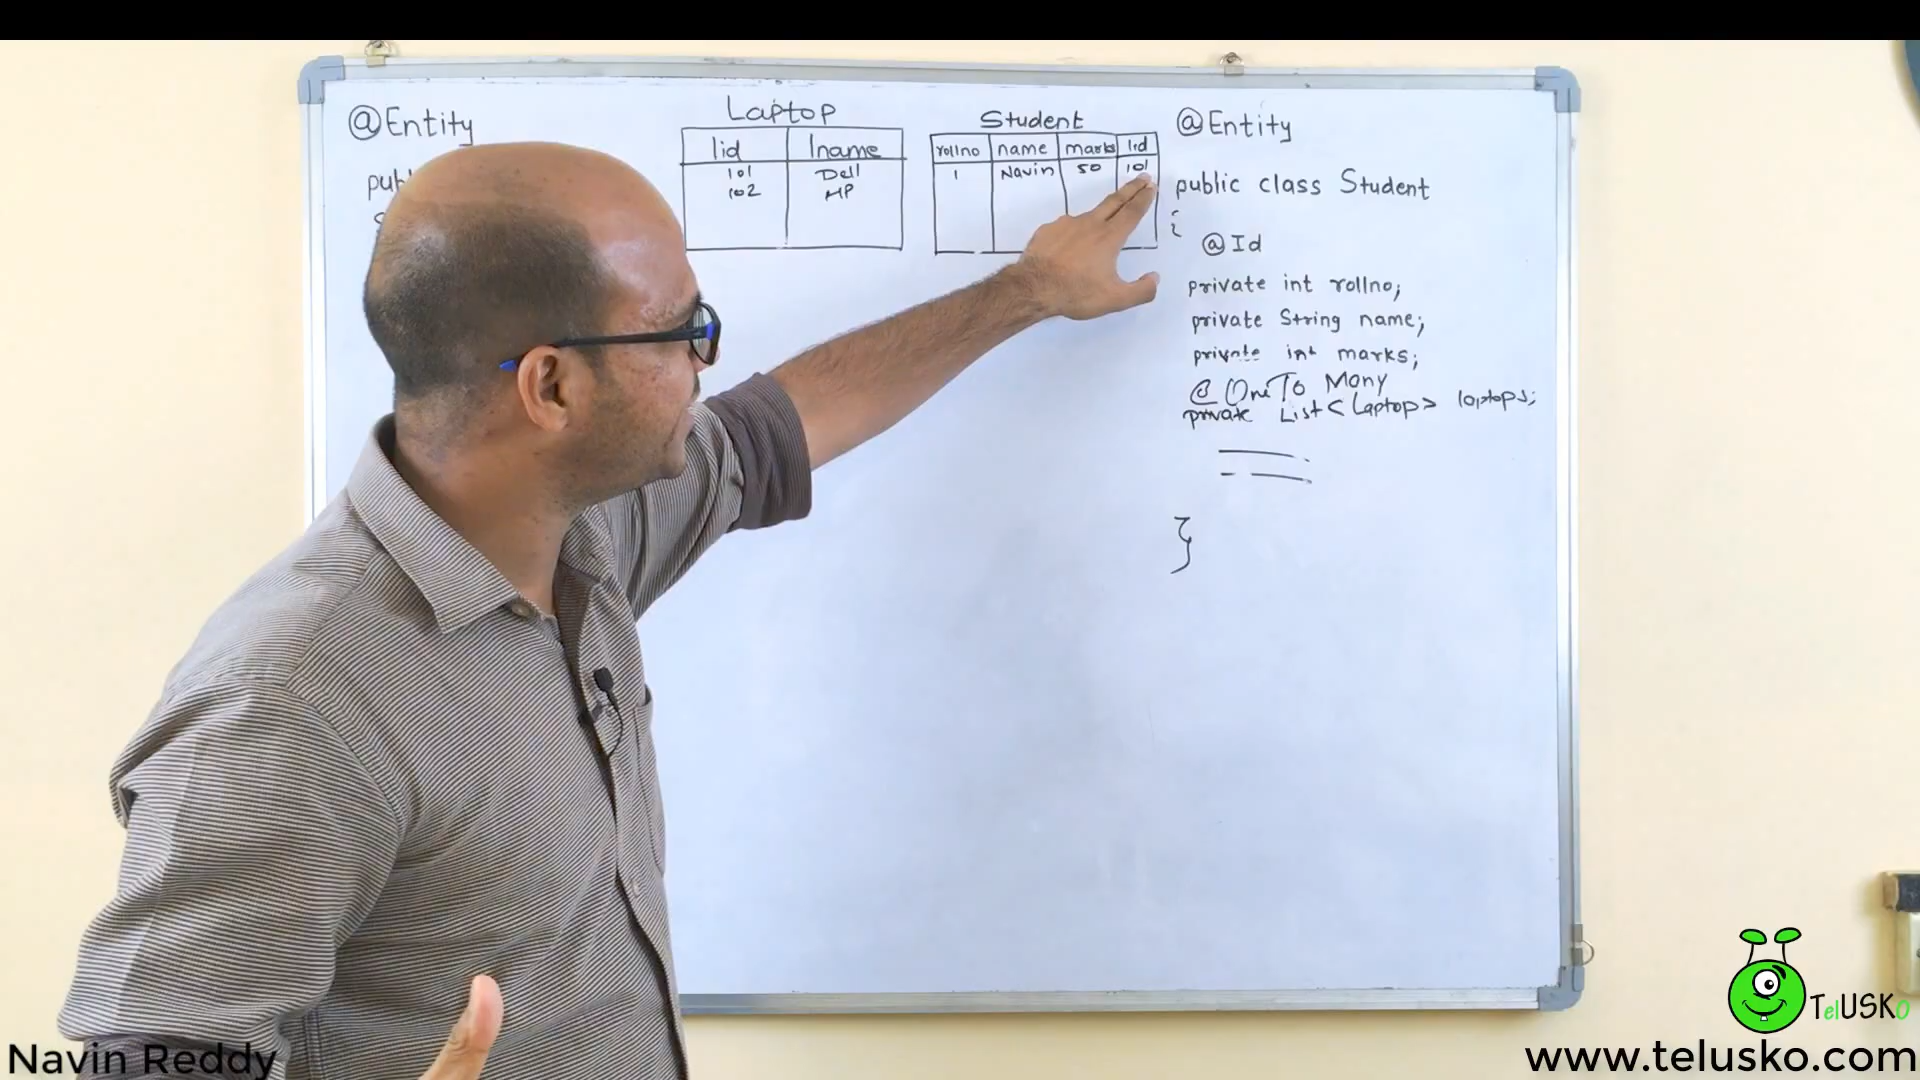 @Entity
Laptop
lid lname
101 Dell
102 HP
Student
rollno name marks lid
1 Navin 50 101
@Entity
public class Student
{
@Id
private int rollno;
private String name;
private int marks;
@OneTo Many
private List<Laptop> laptops;
}
Navin Reddy
TelUSKO
www.telusko.com